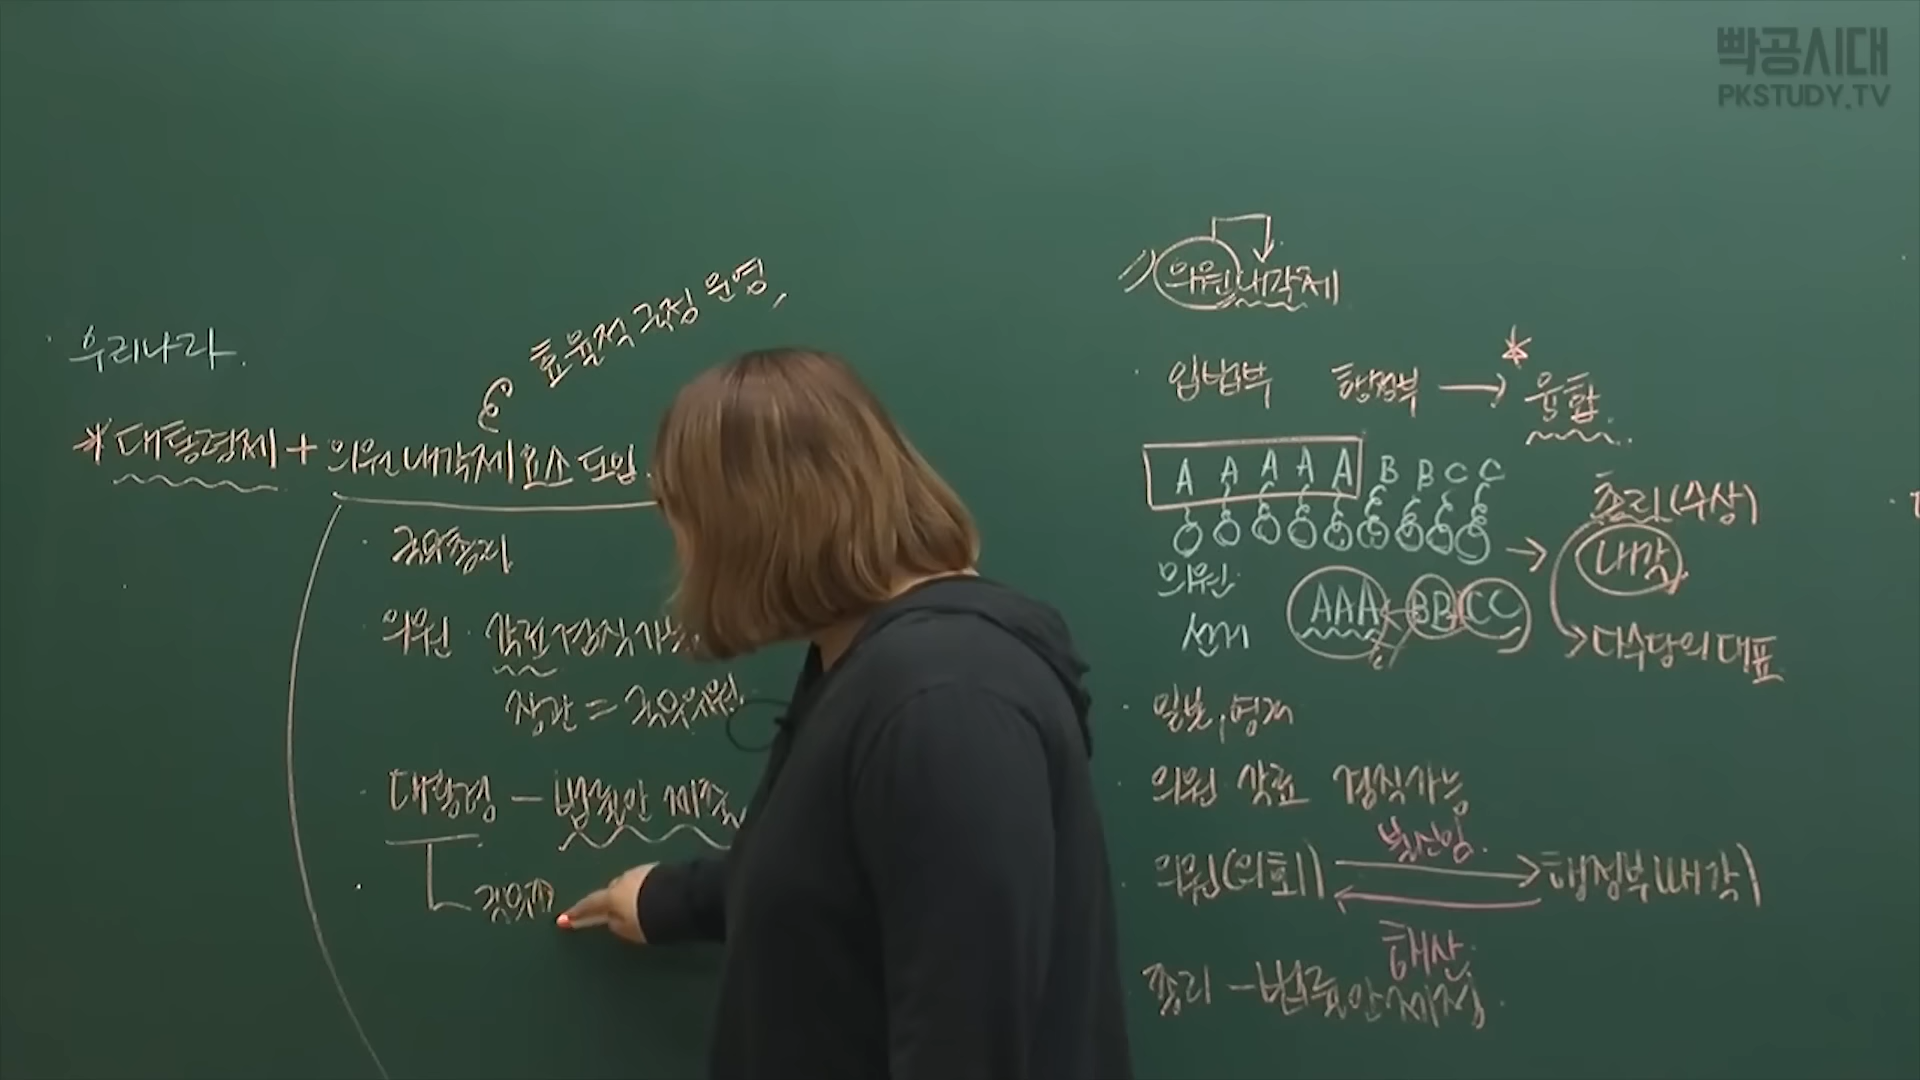 빡공시대
PKSTUDY.TV
우리나라.
효율적 국정 운영,
* 대통령제 + 의원내각제 요소 도입.
· 국무총리
의원 · 각료 겸직가능,
장관 = 국무위원
· 대통령 - 법률안 제출
1) 의원내각제
· 입법부 행정부 → 융합.
A A A A A B B C C
의원
선거
AAA BB CC
총리(수상)
내각
다수당의 대표
· 일본, 영국
의원 각료 겸직가능
불신임.
· 의원(의회) 행정부(내각)
해산.
총리 - 법률안 제출.